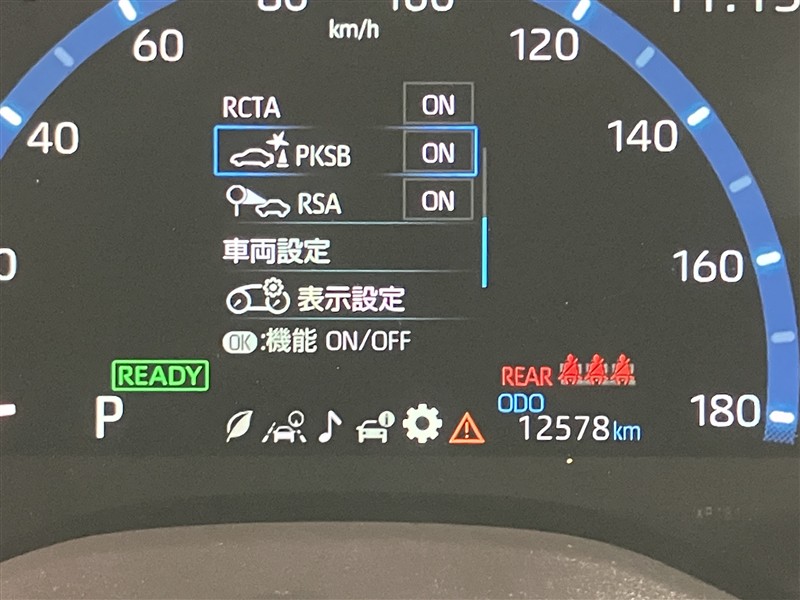 km/h
60
120
40
140
RCTA ON
PKSB ON
RSA ON
車両設定
160
表示設定
OK:機能 ON/OFF
READY
REAR
P
ODO
180
12578km